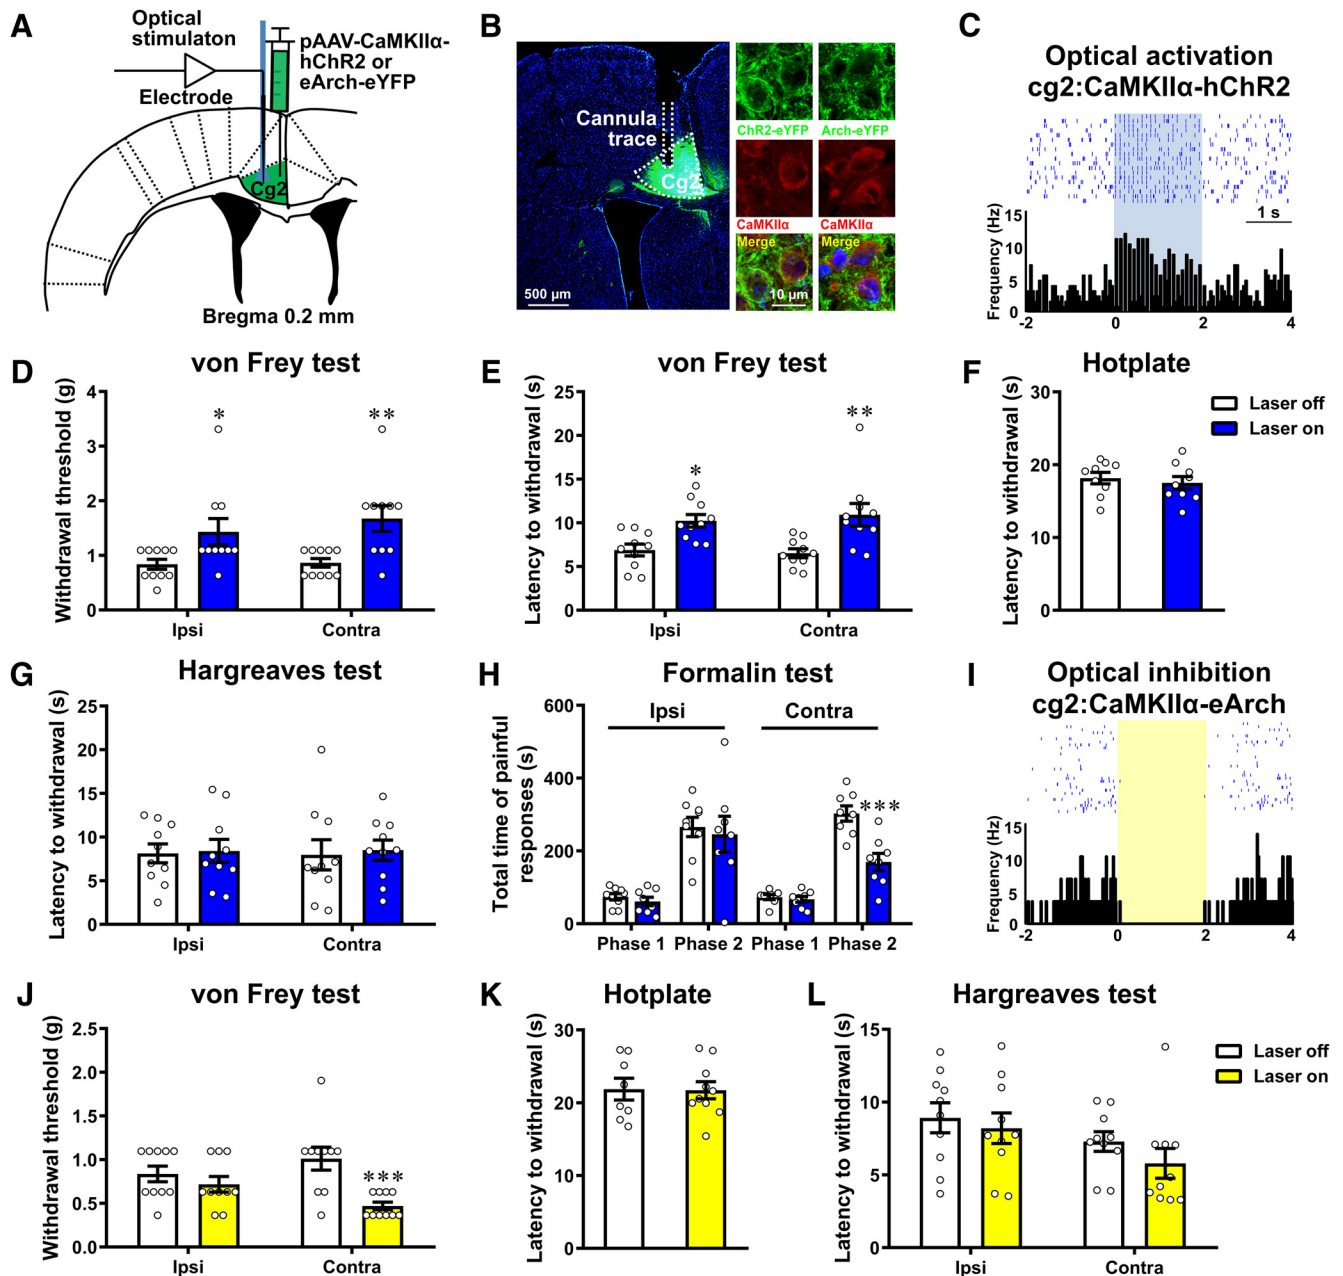 A
Optical
stimulaton
pAAV-CaMKIIα-
hChR2 or
eArch-eYFP
Electrode
Cg2
Bregma 0.2 mm
B
Cannula
trace
Cg2
500 µm
ChR2-eYFP
Arch-eYFP
CaMKIIα
CaMKIIα
Merge
Merge
10 µm
C
Optical activation
cg2:CaMKIIα-hChR2
1 s
Frequency (Hz)
15
10
5
0
-2
0
2
4
D
von Frey test
Withdrawal threshold (g)
4
3
2
1
0
*
**
Ipsi
Contra
E
von Frey test
Latency to withdrawal (s)
25
20
15
10
5
0
*
**
Ipsi
Contra
F
Hotplate
Latency to withdrawal (s)
30
20
10
0
Laser off
Laser on
G
Hargreaves test
Latency to withdrawal (s)
25
20
15
10
5
0
Ipsi
Contra
H
Formalin test
Total time of painful
responses (s)
600
400
200
0
Ipsi
Contra
***
Phase 1
Phase 2
Phase 1
Phase 2
I
Optical inhibition
cg2:CaMKIIα-eArch
Frequency (Hz)
15
10
5
0
-2
0
2
4
J
von Frey test
Withdrawal threshold (g)
2.5
2.0
1.5
1.0
0.5
0.0
***
Ipsi
Contra
K
Hotplate
Latency to withdrawal (s)
30
20
10
0
L
Hargreaves test
Latency to withdrawal (s)
15
10
5
0
Ipsi
Contra
Laser off
Laser on